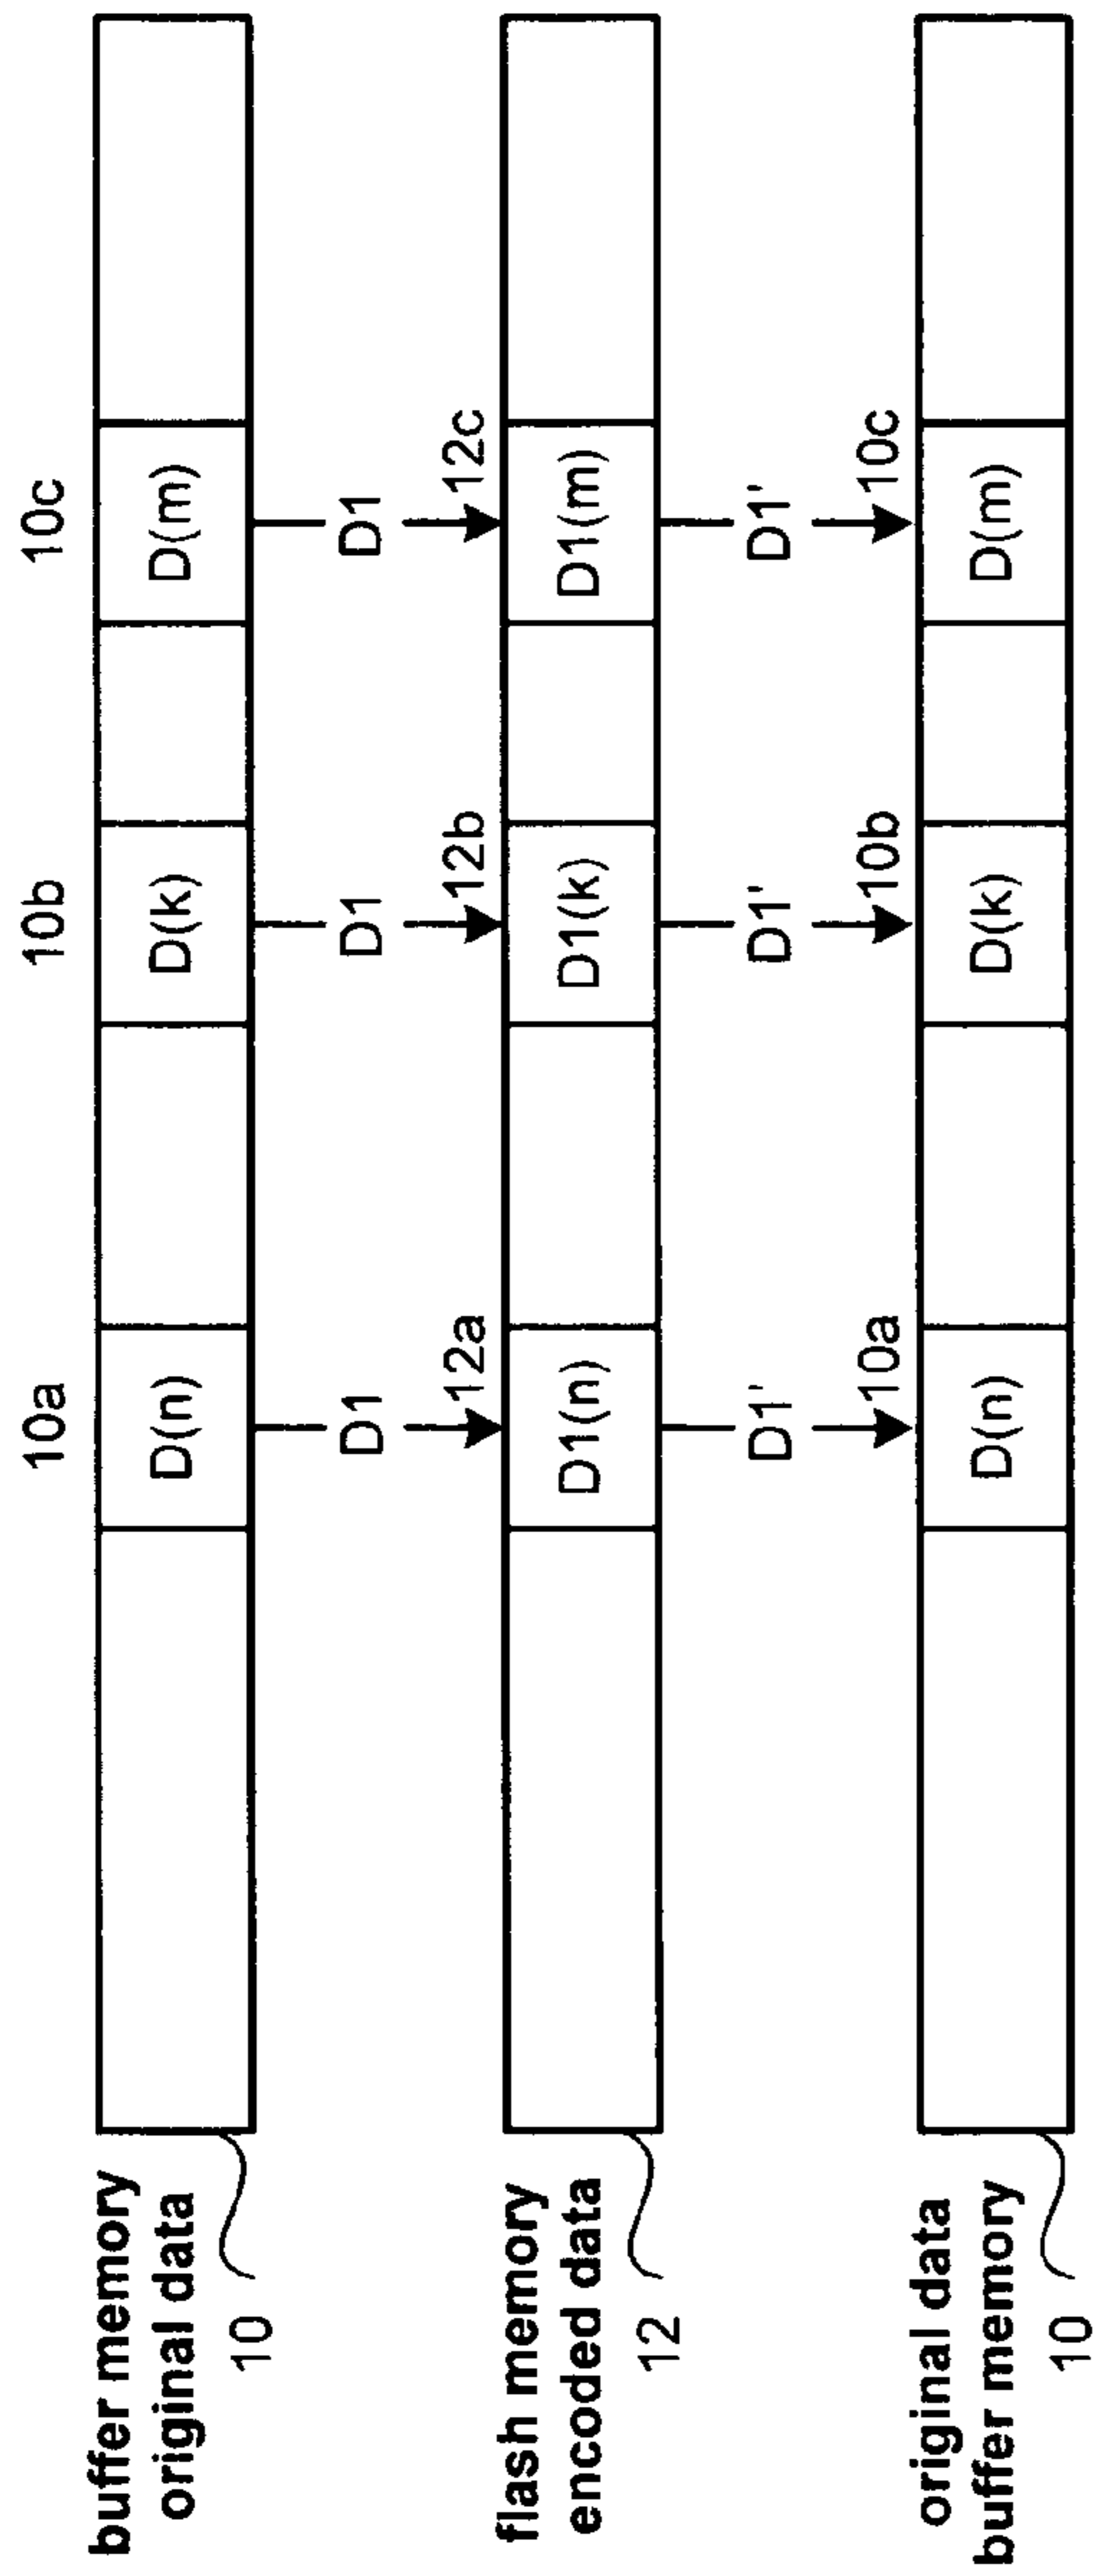 10a 10b 10c
buffer memory
original data
D(n) D(k) D(m)
10
D1 D1 D1
12a 12b 12c
flash memory
encoded data
D1(n) D1(k) D1(m)
12
D1' D1' D1'
10a 10b 10c
original data
buffer memory
D(n) D(k) D(m)
10